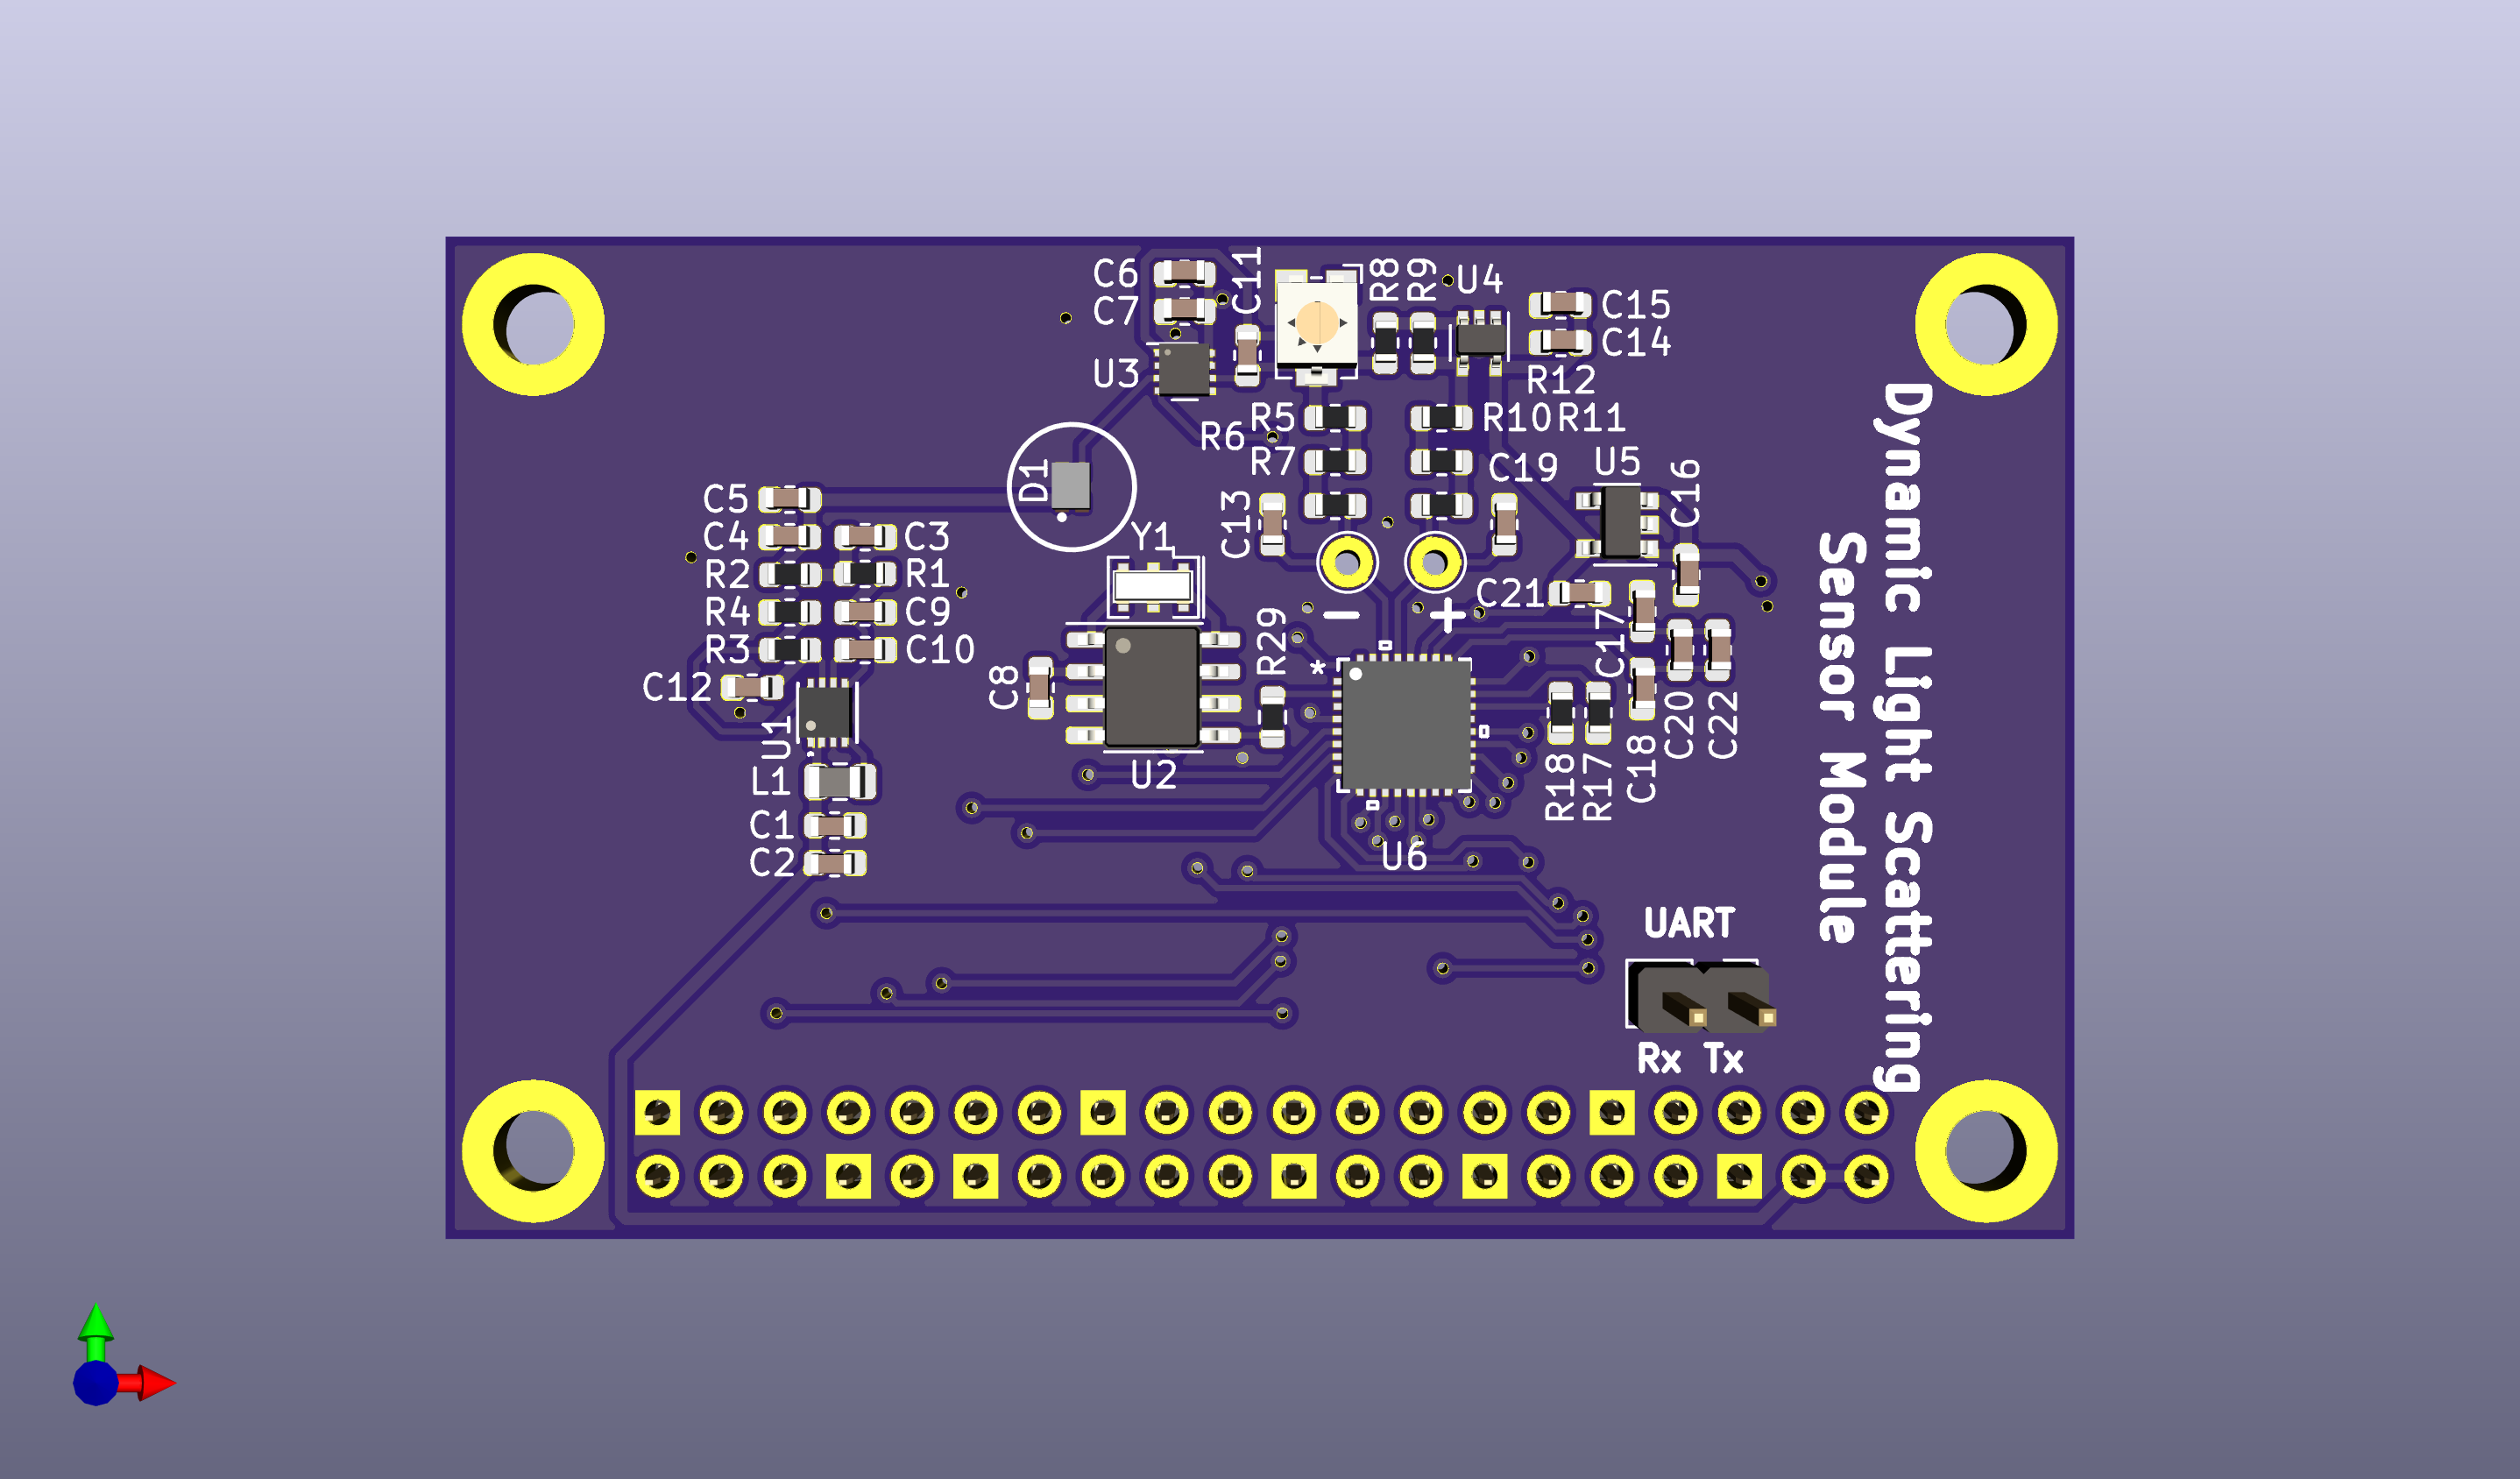 C6
C7
C11
R8
R9
U4
C15
C14
U3
R12
R5
R10
R11
R6
R7
D1
C19
U5
C16
C5
C13
C4
C3
Y1
R2
R1
C21
R4
C9
-
+
R29
C17
R3
C10
*
C12
C8
U1
C20
C22
L1
U2
R18
R17
C18
C1
C2
U6
UART
Rx Tx
Dynamic Light Scattering
Sensor Module